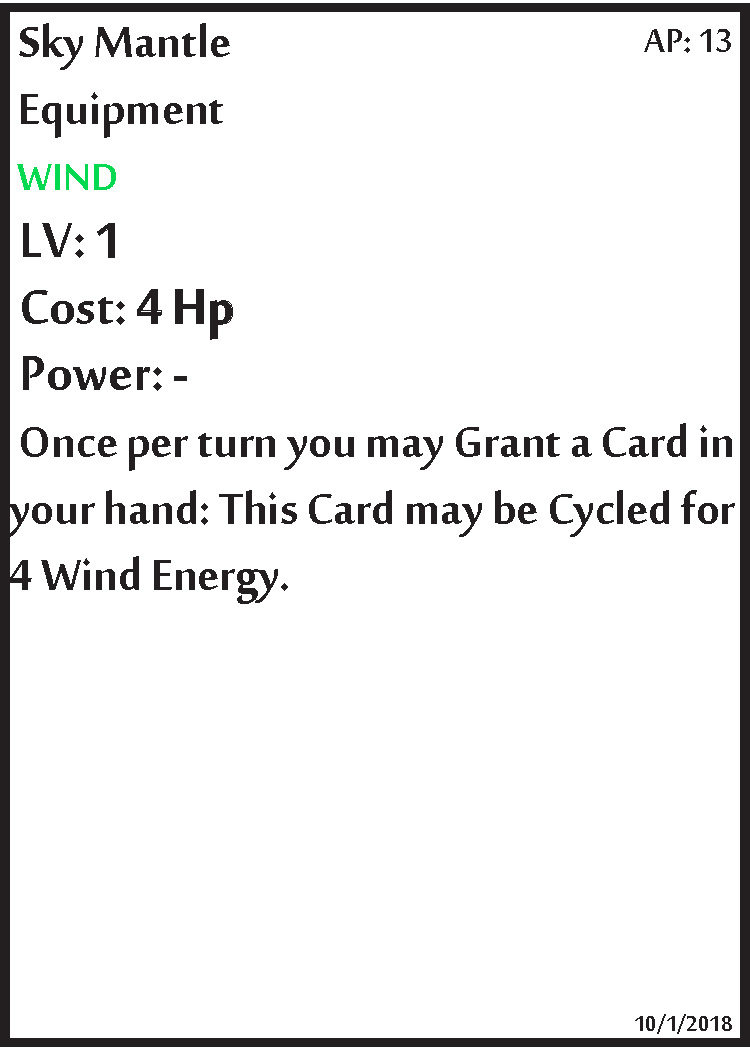 Sky Mantle
AP: 13
Equipment
WIND
LV: 1
Cost: 4 Hp
Power: -
Once per turn you may Grant a Card in
your hand: This Card may be Cycled for
4 Wind Energy.
10/1/2018